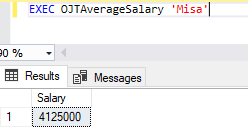 EXEC OJTAverageSalary 'Misa'
90 %
Results
Messages
Salary
1 4125000